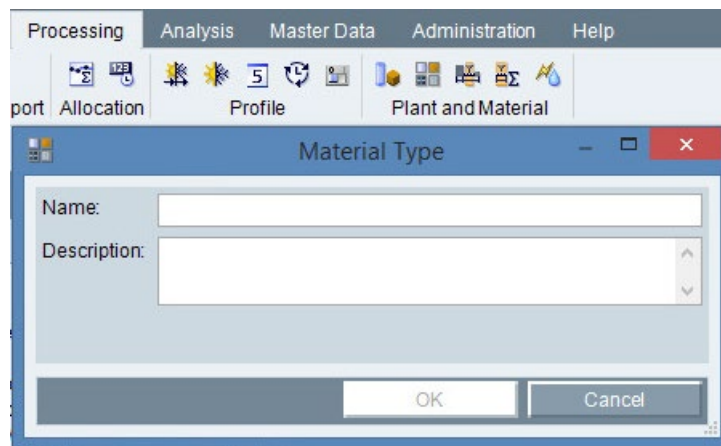 Processing Analysis Master Data Administration Help
port Allocation Profile Plant and Material
Material Type
Name:
Description:
OK Cancel